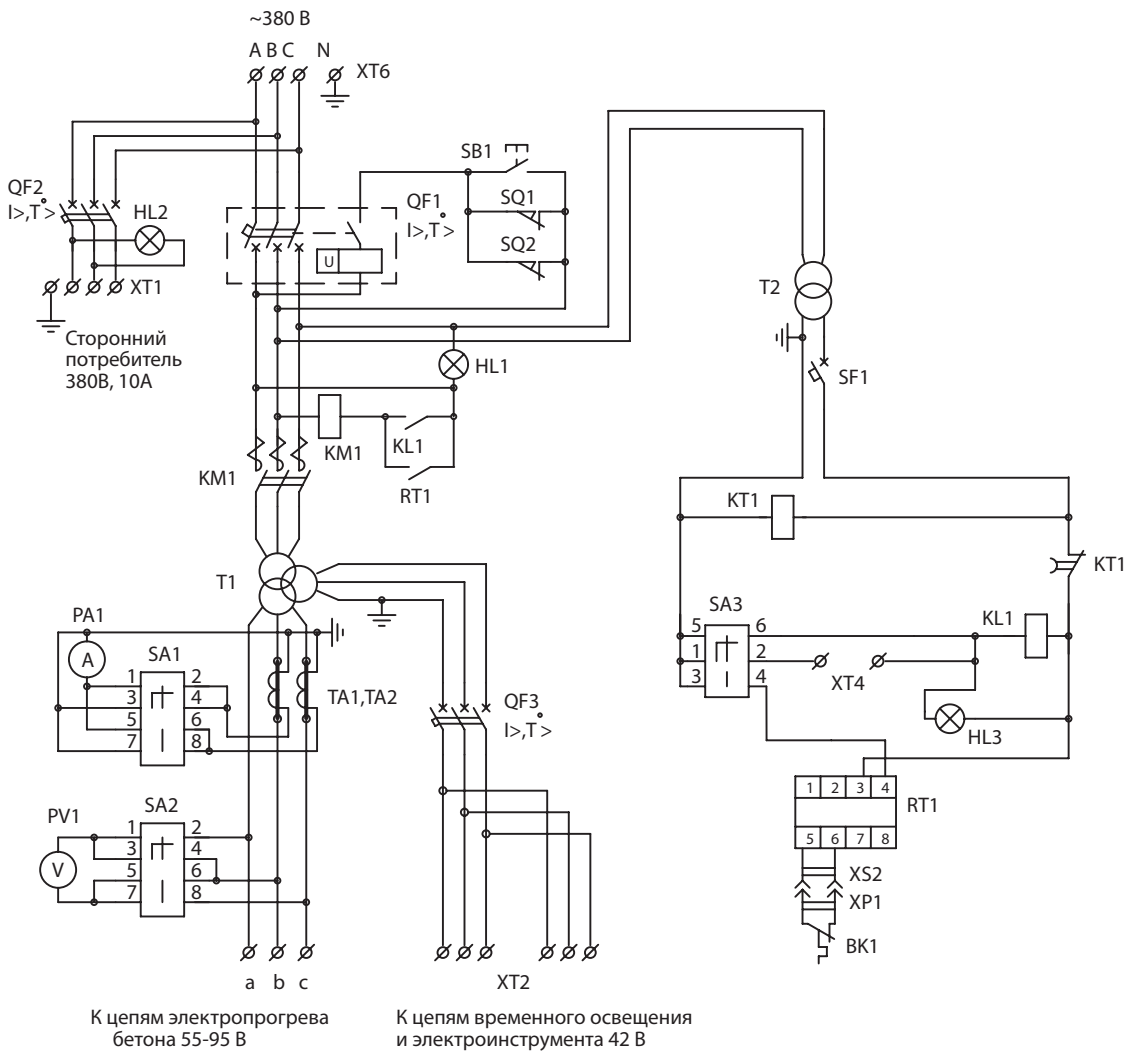 ~380 В
A B C N
XT6
SB1
QF2
I>,T°>
HL2
QF1
I>,T°>
SQ1
SQ2
U
XT1
T2
Сторонний
потребитель
380В, 10А
HL1
SF1
KM1
KL1
KM1
RT1
KT1
KT1
T1
SA3
PA1
KL1
5 6
1 2
3 4
A
SA1
XT4
1 2
3 4
5 6
7 8
TA1,TA2
QF3
I>,T°>
HL3
1 2 3 4
RT1
5 6 7 8
PV1
SA2
1 2
3 4
5 6
7 8
V
XS2
XP1
BK1
a b c
XT2
К цепям электропрогрева
бетона 55-95 В
К цепям временного освещения
и электроинструмента 42 В